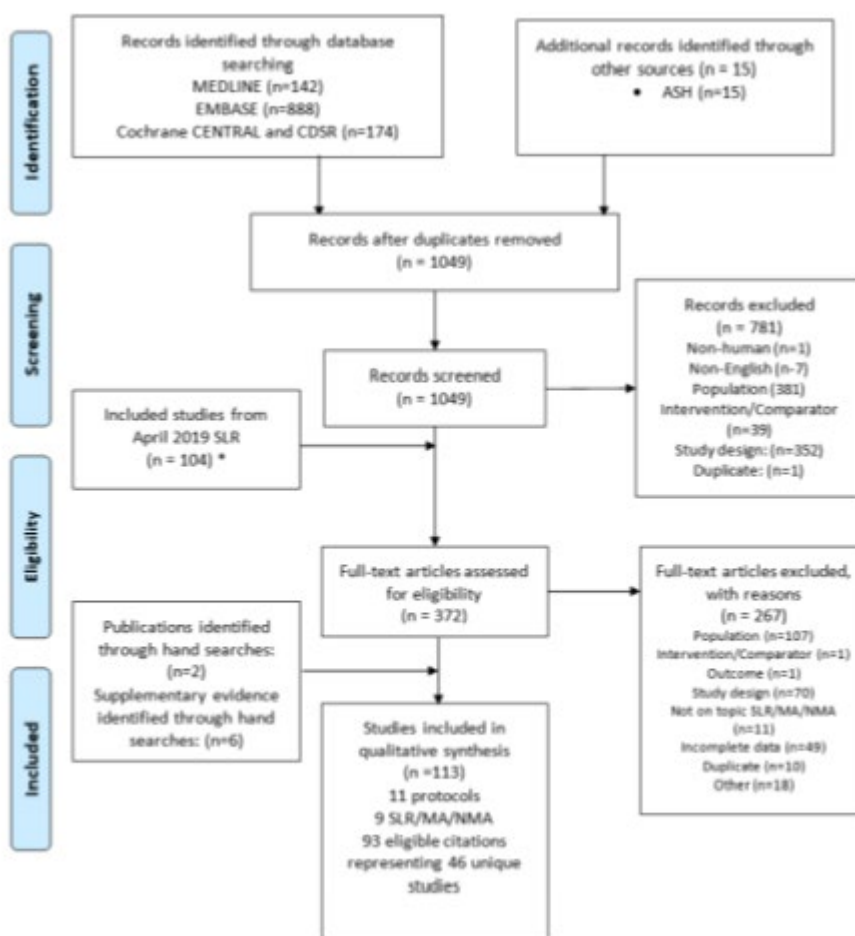 Identification
Records identified through database
searching
MEDLINE (n=142)
EMBASE (n=888)
Cochrane CENTRAL and CDSR (n=174)
Additional records identified through
other sources (n = 15)
• ASH (n=15)
Records after duplicates removed
(n = 1049)
Screening
Records screened
(n = 1049)
Records excluded
(n = 781)
Non-human (n=1)
Non-English (n-7)
Population (381)
Intervention/Comparator
(n=39)
Study design: (n=352)
Duplicate: (n=1)
Included studies from
April 2019 SLR
(n = 104) *
Eligibility
Full-text articles assessed
for eligibility
(n = 372)
Full-text articles excluded,
with reasons
(n = 267)
Population (n=107)
Intervention/Comparator (n=1)
Outcome (n=1)
Study design (n=70)
Not on topic SLR/MA/NMA
(n=11)
Incomplete data (n=49)
Duplicate (n=10)
Other (n=18)
Publications identified
through hand searches:
(n=2)
Supplementary evidence
identified through hand
searches: (n=6)
Included
Studies included in
qualitative synthesis
(n =113)
11 protocols
9 SLR/MA/NMA
93 eligible citations
representing 46 unique
studies